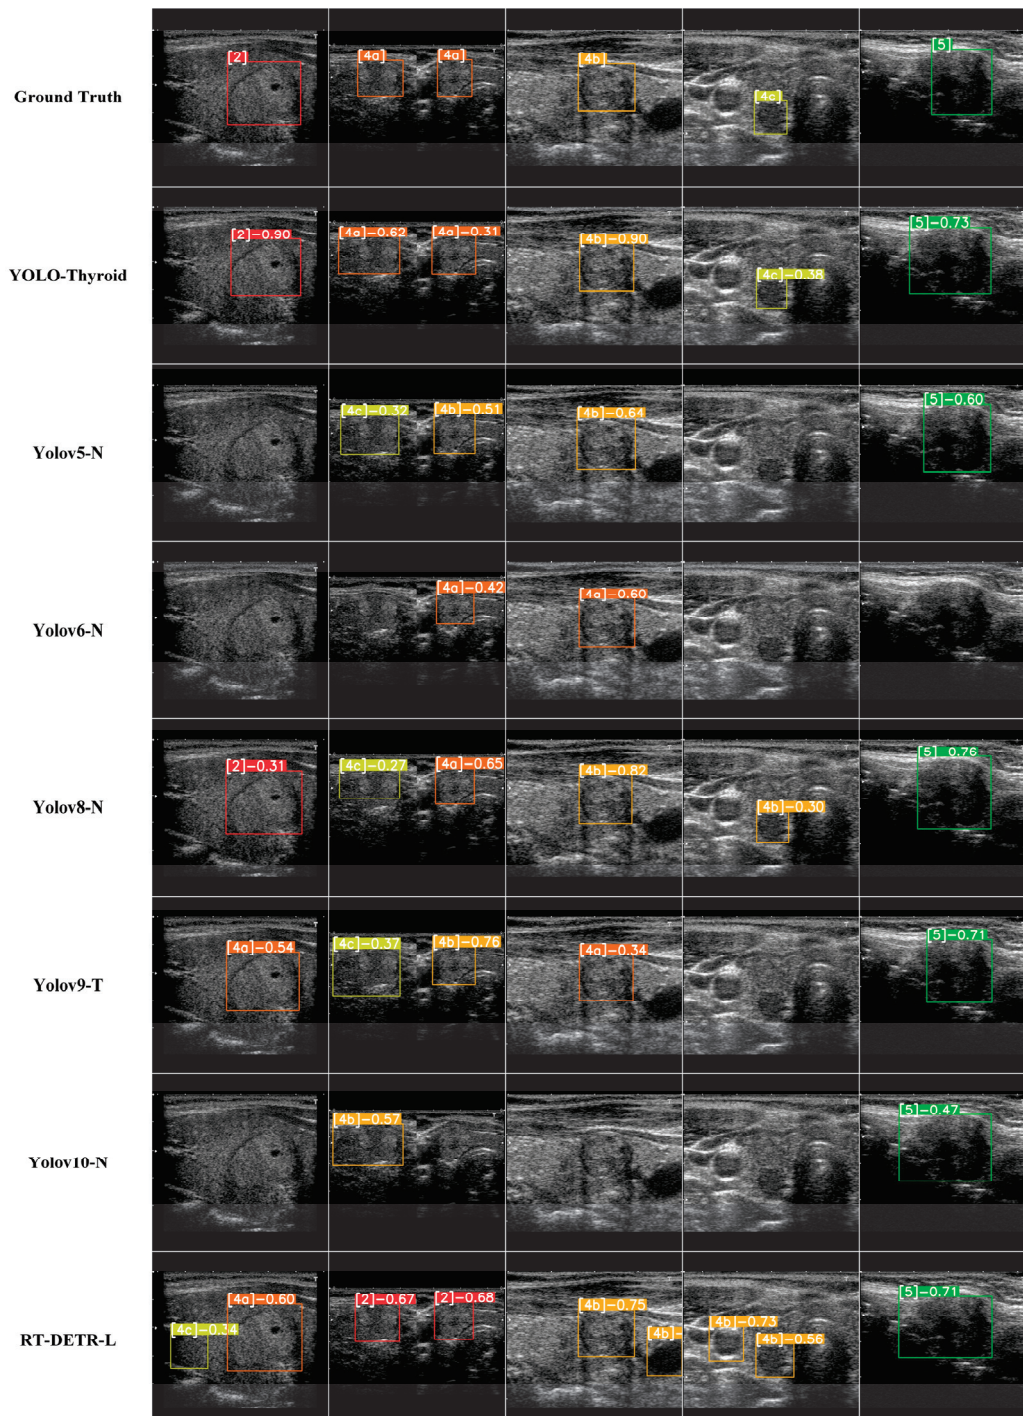 [2] [4a] [4a] [4b] [4c] [5]
Ground Truth
[2]-0.90 [4a]-0.62 [4a]-0.31 [4b]-0.90 [4c]-0.38 [5]-0.73
YOLO-Thyroid
[4c]-0.32 [4b]-0.51 [4b]-0.64 [5]-0.60
Yolov5-N
[4a]-0.42 [4a]-0.60
Yolov6-N
[2]-0.31 [4c]-0.27 [4a]-0.65 [4b]-0.82 [4b]-0.30 [5]-0.76
Yolov8-N
[4a]-0.54 [4c]-0.37 [4b]-0.76 [4a]-0.34 [5]-0.71
Yolov9-T
[4b]-0.57 [5]-0.47
Yolov10-N
[4a]-0.60 [2]-0.67 [2]-0.68 [4b]-0.75 [4b]-0.73 [5]-0.71
RT-DETR-L [4c]-0.34 [4b]- [4b]-0.56